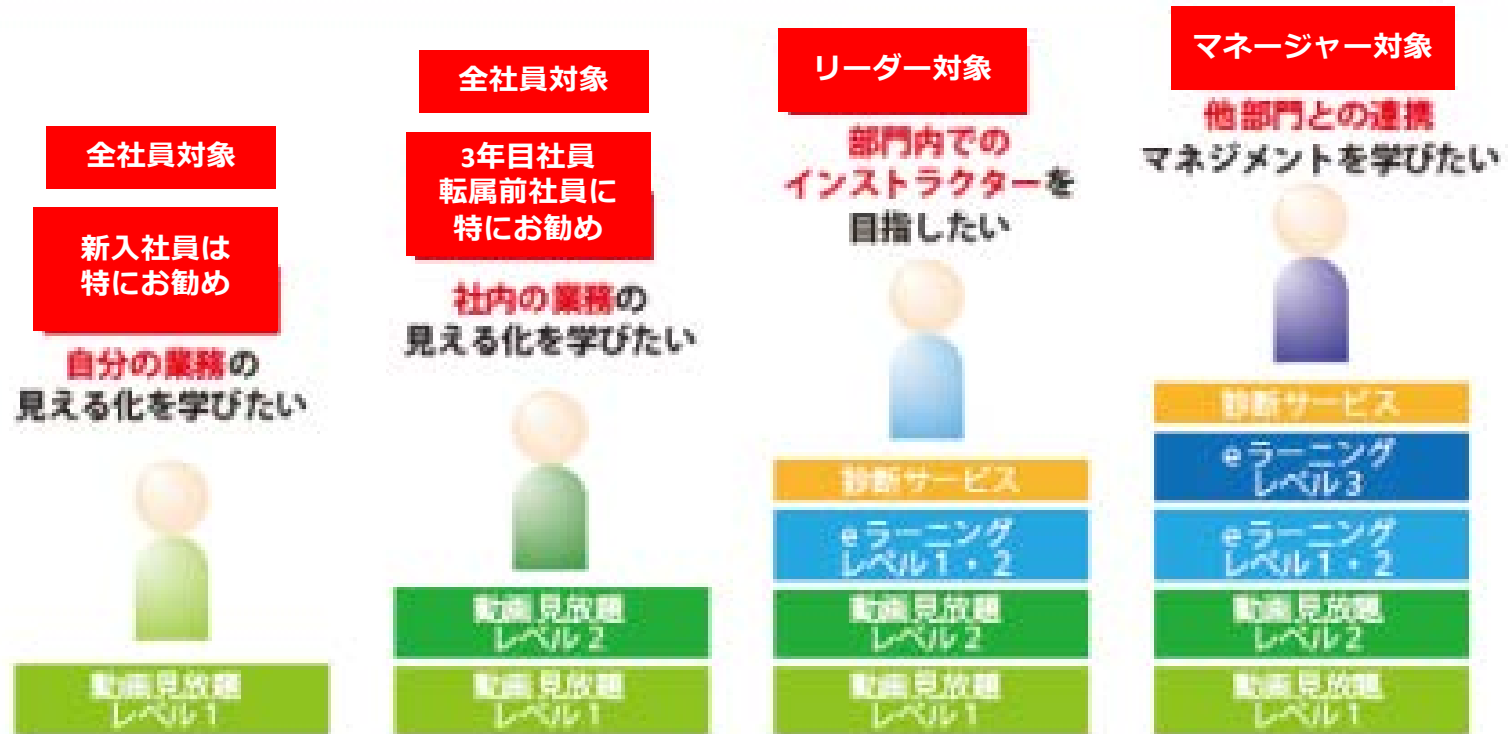 全社員対象
新入社員は
特にお勧め
自分の業務の
見える化を学びたい
動画見放題
レベル1
全社員対象
3年目社員
転属前社員に
特にお勧め
社内の業務の
見える化を学びたい
動画見放題
レベル2
動画見放題
レベル1
リーダー対象
部門内での
インストラクターを
目指したい
診断サービス
eラーニング
レベル1・2
動画見放題
レベル2
動画見放題
レベル1
マネージャー対象
他部門との連携
マネジメントを学びたい
診断サービス
eラーニング
レベル3
eラーニング
レベル1・2
動画見放題
レベル2
動画見放題
レベル1